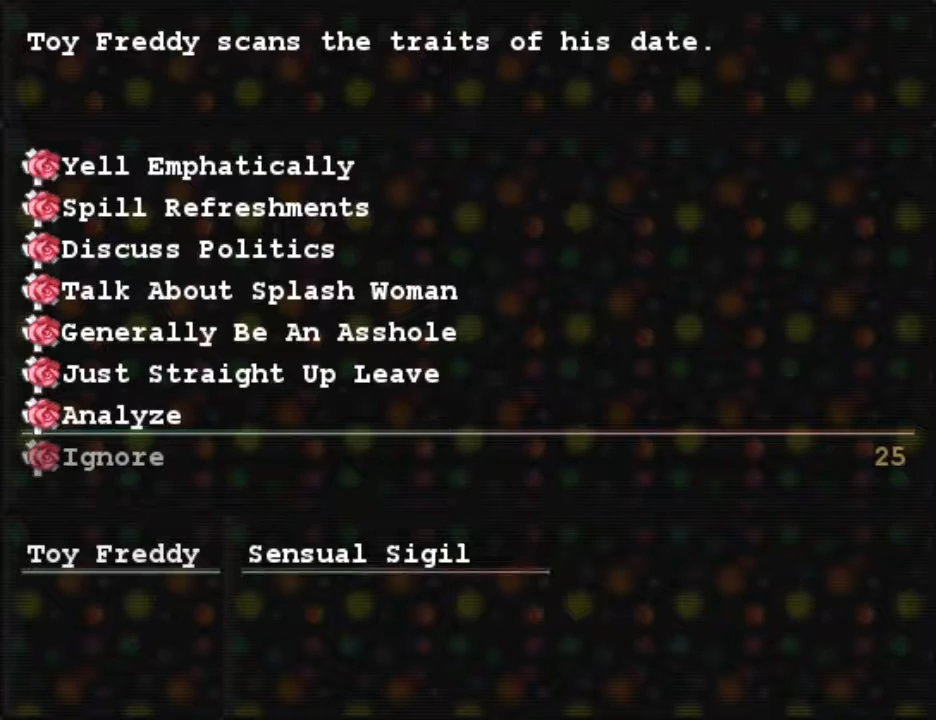 Toy Freddy scans the traits of his date.
Yell Emphatically
Spill Refreshments
Discuss Politics
Talk About Splash Woman
Generally Be An Asshole
Just Straight Up Leave
Analyze
Ignore 25
Toy Freddy Sensual Sigil